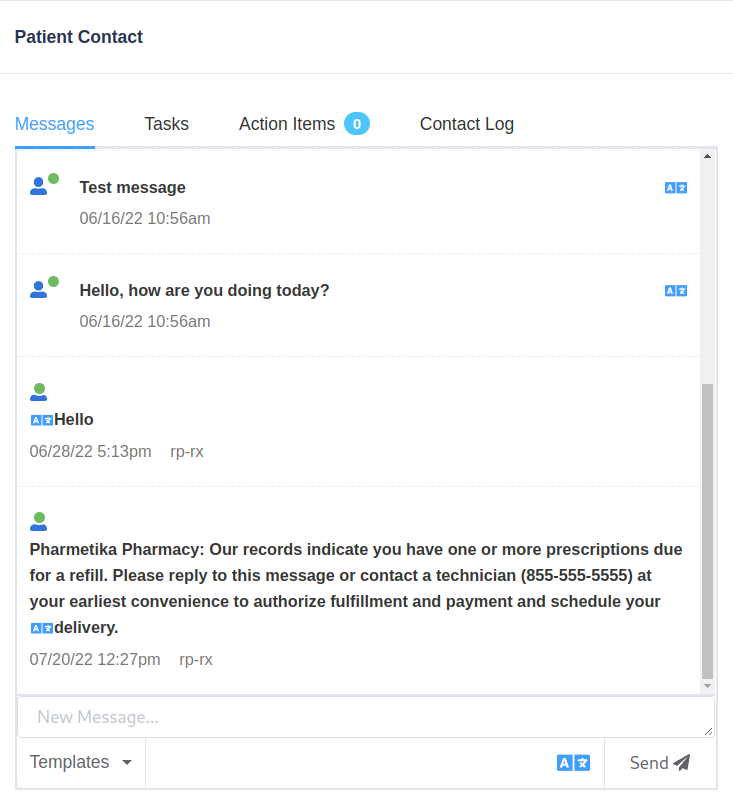 Patient Contact
Messages Tasks Action Items 0 Contact Log
Test message
06/16/22 10:56am
Hello, how are you doing today?
06/16/22 10:56am
Hello
06/28/22 5:13pm rp-rx
Pharmetika Pharmacy: Our records indicate you have one or more prescriptions due
for a refill. Please reply to this message or contact a technician (855-555-5555) at
your earliest convenience to authorize fulfillment and payment and schedule your
delivery.
07/20/22 12:27pm rp-rx
New Message...
Templates Send